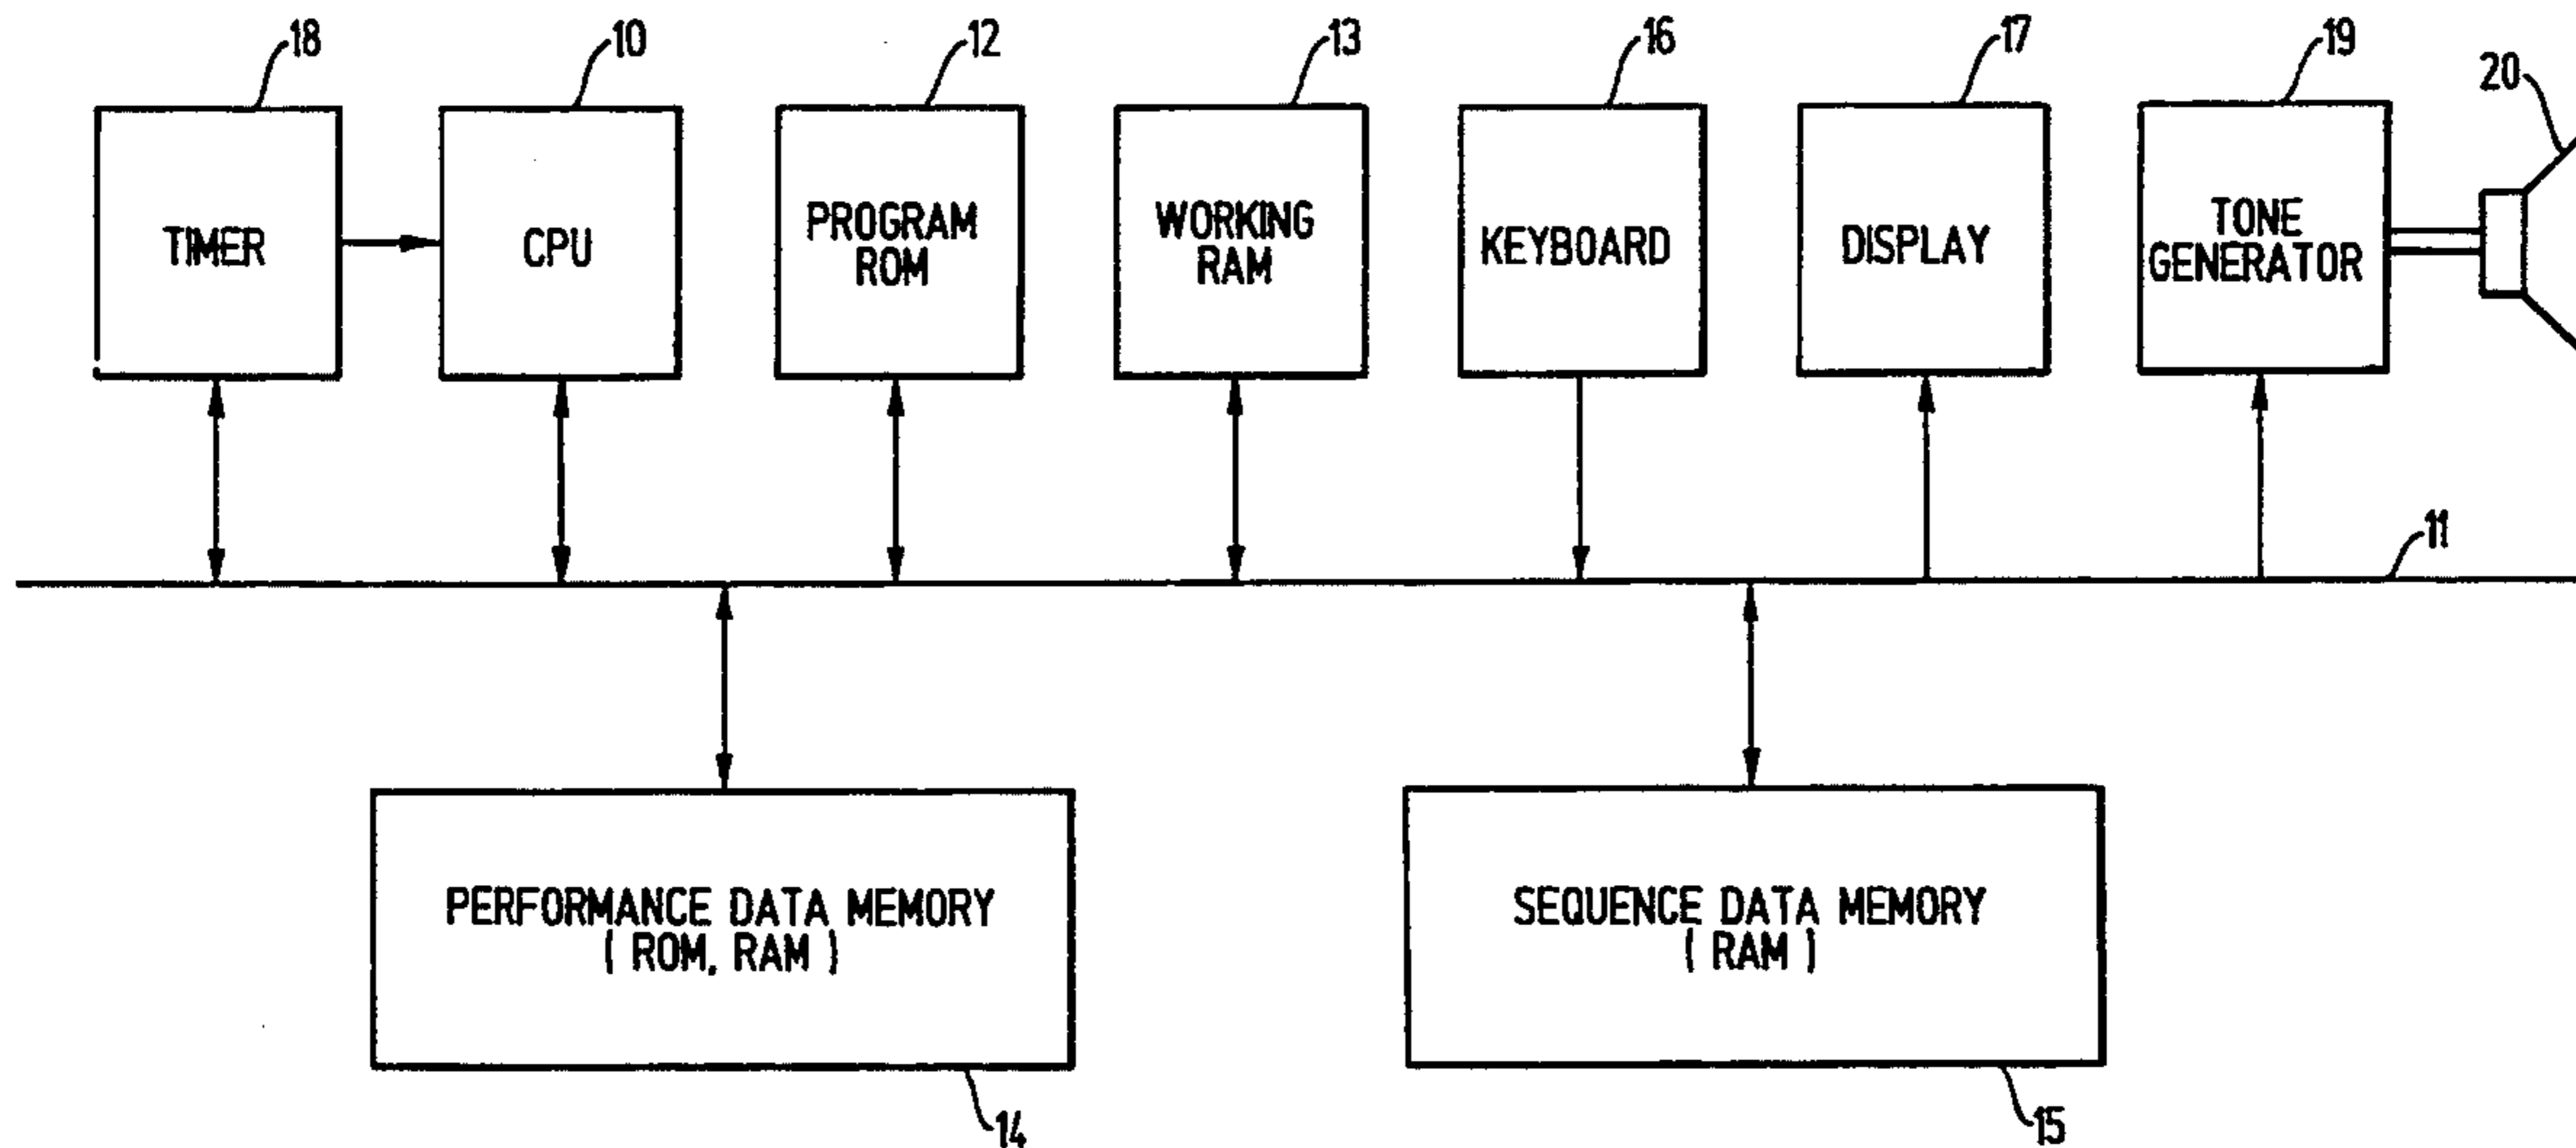 18
10
12
13
16
17
19
20
TIMER
CPU
PROGRAM
ROM
WORKING
RAM
KEYBOARD
DISPLAY
TONE
GENERATOR
11
PERFORMANCE DATA MEMORY
( ROM, RAM )
SEQUENCE DATA MEMORY
( RAM )
14
15